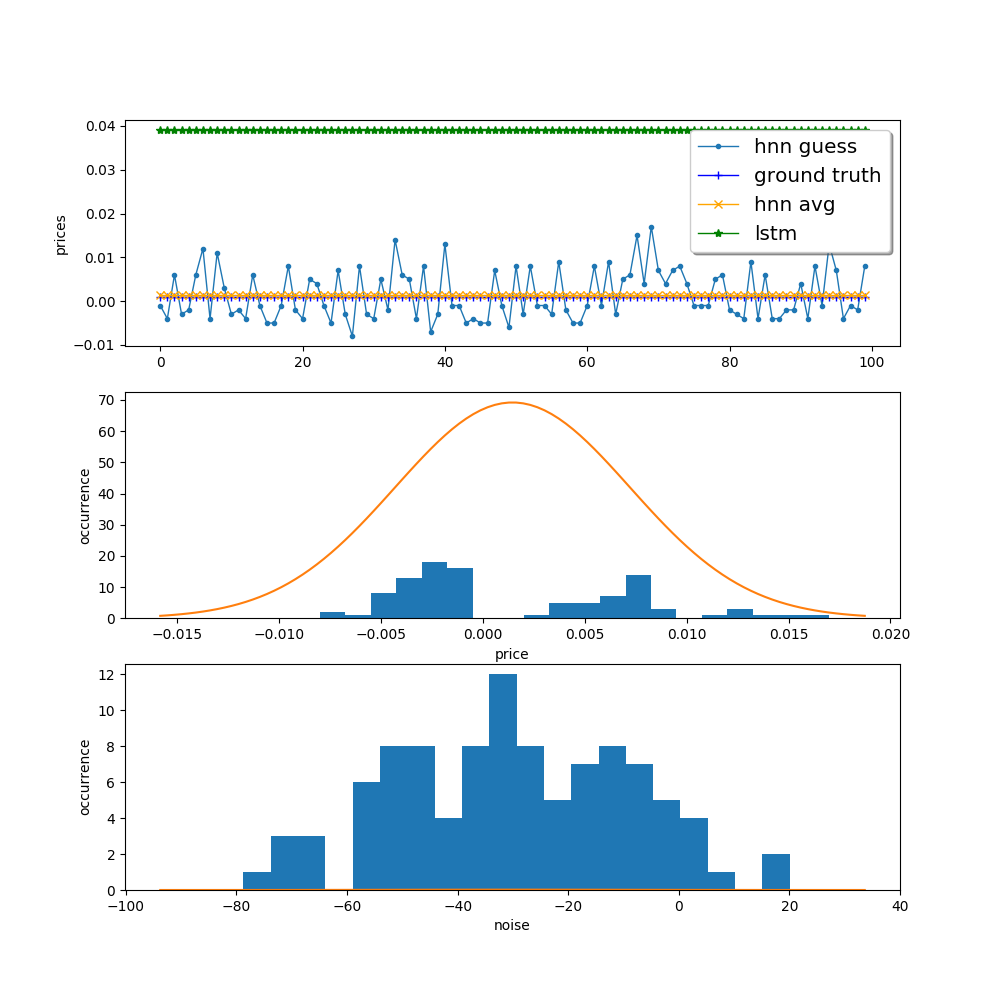 0.04
0.03
0.02
0.01
0.00
−0.01
prices
hnn guess
ground truth
hnn avg
lstm
0 20 40 60 80 100
70
60
50
40
30
20
10
0
occurrence
−0.015 −0.010 −0.005 0.000 0.005 0.010 0.015 0.020
price
12
10
8
6
4
2
0
occurrence
−100 −80 −60 −40 −20 0 20 40
noise